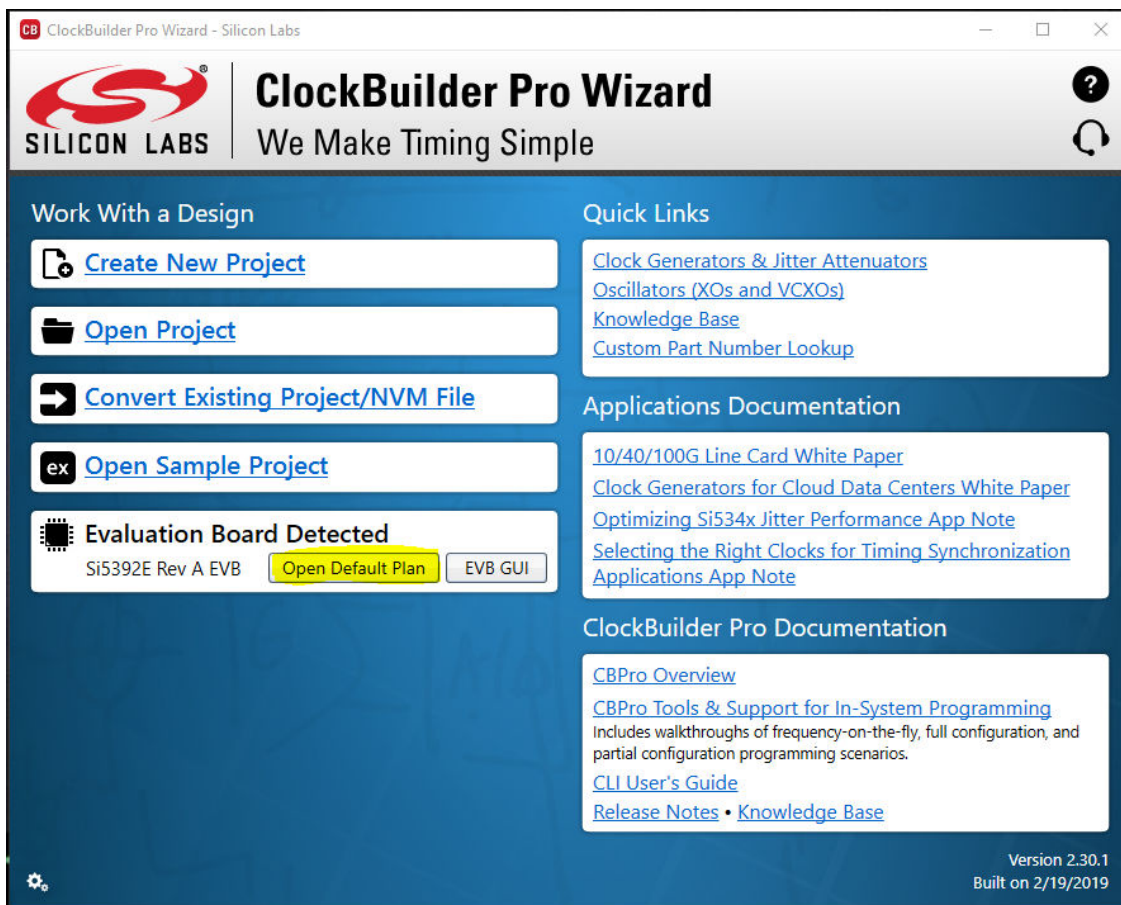 CB ClockBuilder Pro Wizard - Silicon Labs
SILICON LABS
®
ClockBuilder Pro Wizard
We Make Timing Simple
?
Work With a Design
Create New Project
Open Project
Convert Existing Project/NVM File
ex Open Sample Project
Evaluation Board Detected
Si5392E Rev A EVB Open Default Plan EVB GUI
Quick Links
Clock Generators & Jitter Attenuators
Oscillators (XOs and VCXOs)
Knowledge Base
Custom Part Number Lookup
Applications Documentation
10/40/100G Line Card White Paper
Clock Generators for Cloud Data Centers White Paper
Optimizing Si534x Jitter Performance App Note
Selecting the Right Clocks for Timing Synchronization
Applications App Note
ClockBuilder Pro Documentation
CBPro Overview
CBPro Tools & Support for In-System Programming
Includes walkthroughs of frequency-on-the-fly, full configuration, and
partial configuration programming scenarios.
CLI User's Guide
Release Notes • Knowledge Base
Version 2.30.1
Built on 2/19/2019